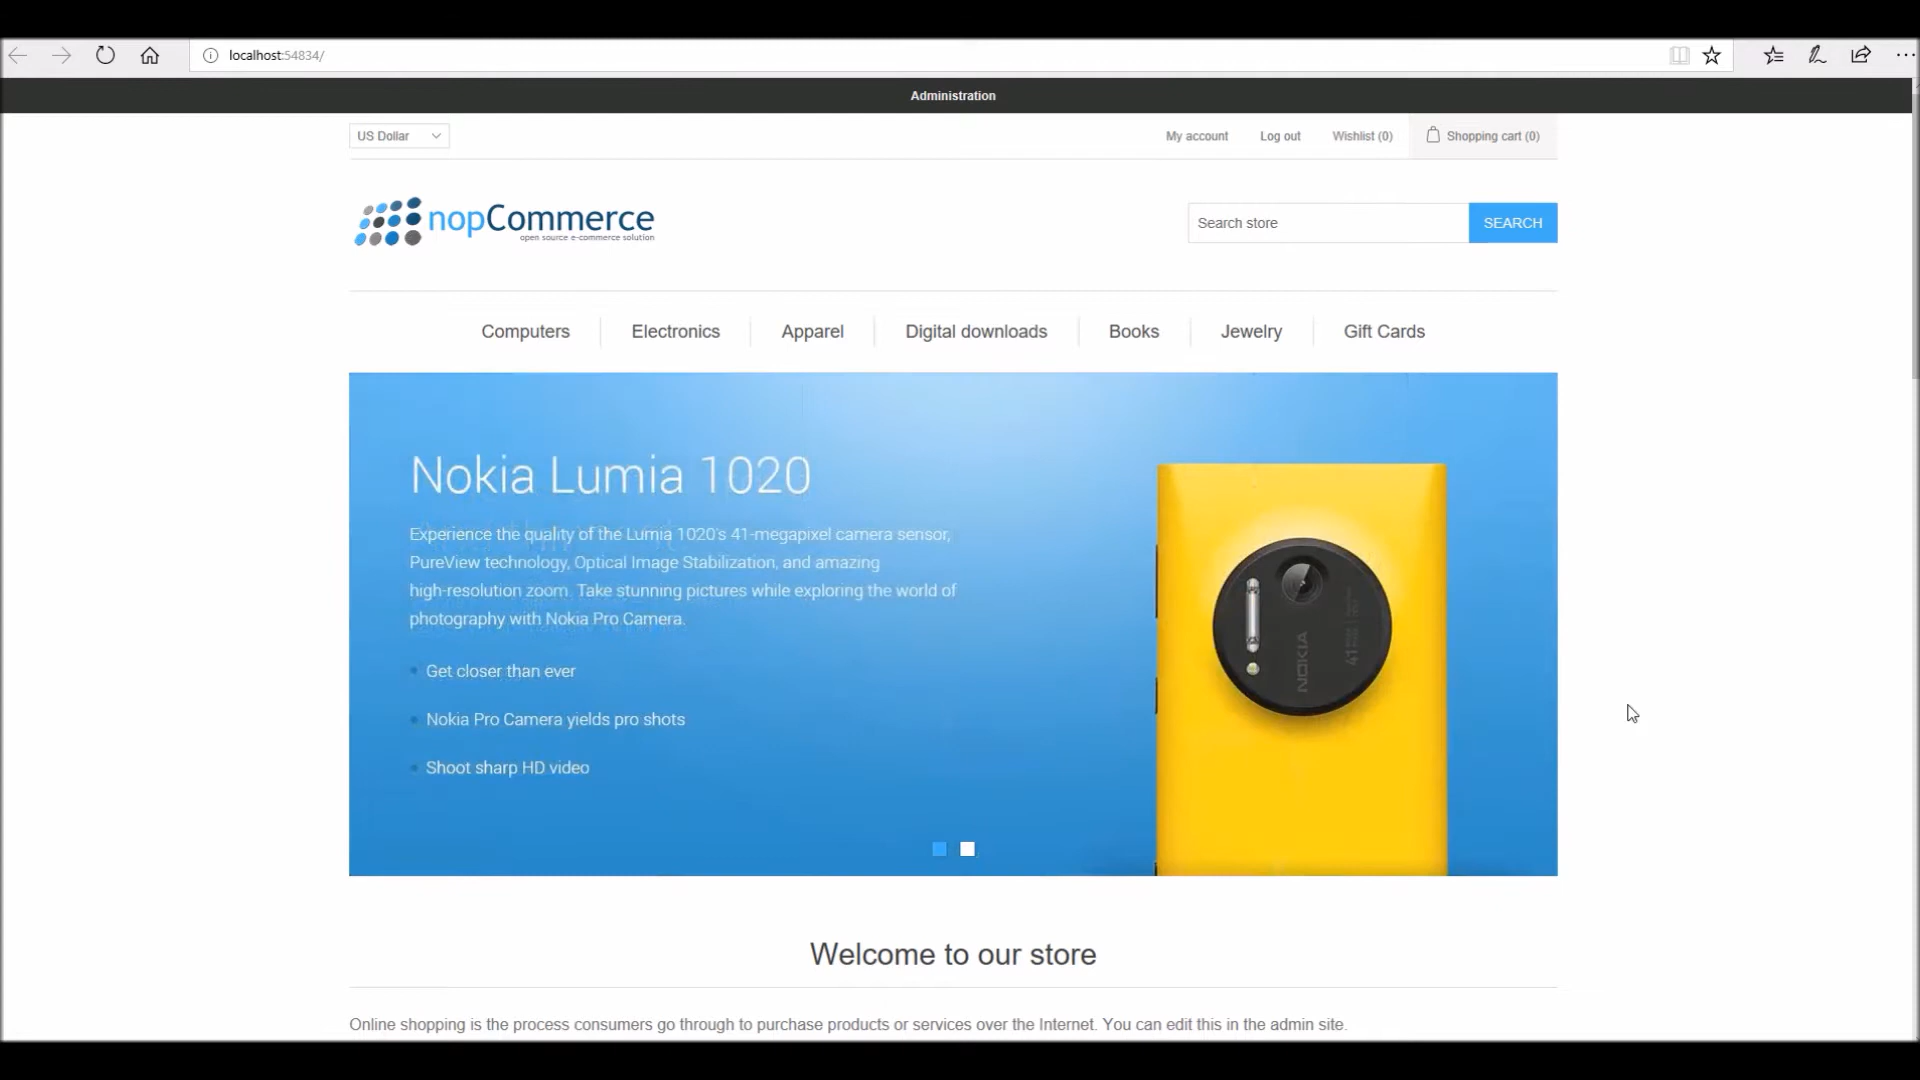 localhost:54834/
Administration
US Dollar
My account
Log out
Wishlist (0)
Shopping cart (0)
nopCommerce
open source e-commerce solution
Search store
SEARCH
Computers
Electronics
Apparel
Digital downloads
Books
Jewelry
Gift Cards
Nokia Lumia 1020
Experience the quality of the Lumia 1020's 41-megapixel camera sensor,
PureView technology, Optical Image Stabilization, and amazing
high-resolution zoom. Take stunning pictures while exploring the world of
photography with Nokia Pro Camera.
Get closer than ever
Nokia Pro Camera yields pro shots
Shoot sharp HD video
NOKIA
41
Welcome to our store
Online shopping is the process consumers go through to purchase products or services over the Internet. You can edit this in the admin site.